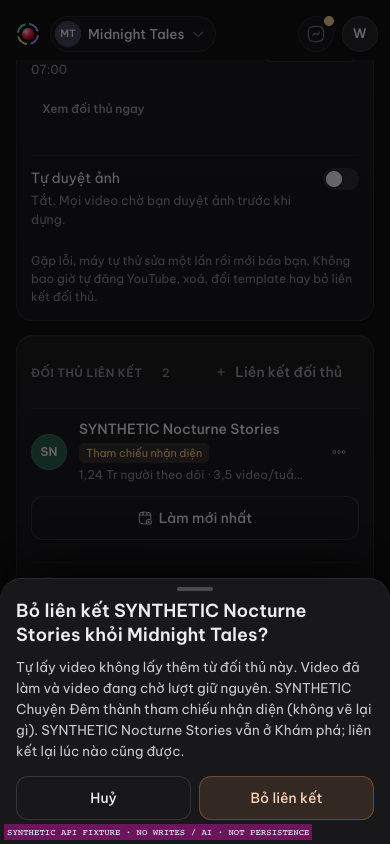 MT Midnight Tales W
07:00
Xem đối thủ ngay
Tự duyệt ảnh
Tắt. Mọi video chờ bạn duyệt ảnh trước khi
dựng.
Gặp lỗi, máy tự thử sửa một lần rồi mới báo bạn. Không
bao giờ tự đăng YouTube, xoá, đổi template hay bỏ liên
kết đối thủ.
ĐỐI THỦ LIÊN KẾT 2 + Liên kết đối thủ
SYNTHETIC Nocturne Stories
SN
Tham chiếu nhận diện
1,24 Tr người theo dõi · 3,5 video/tuầ...
Làm mới nhất
Bỏ liên kết SYNTHETIC Nocturne
Stories khỏi Midnight Tales?
Tự lấy video không lấy thêm từ đối thủ này. Video đã
làm và video đang chờ lượt giữ nguyên. SYNTHETIC
Chuyện Đêm thành tham chiếu nhận diện (không vẽ lại
gì). SYNTHETIC Nocturne Stories vẫn ở Khám phá; liên
kết lại lúc nào cũng được.
Huỷ Bỏ liên kết
SYNTHETIC API FIXTURE · NO WRITES / AI · NOT PERSISTENCE